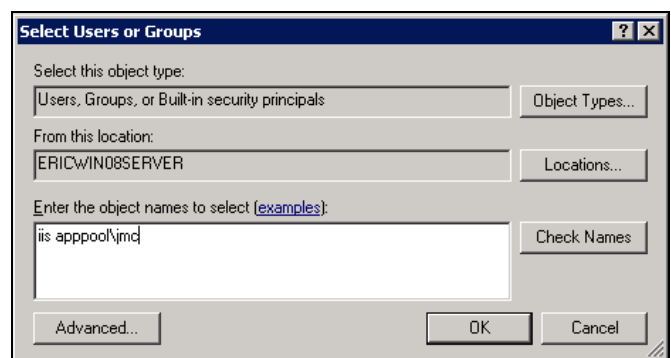 Select Users or Groups
Select this object type:
Users, Groups, or Built-in security principals
Object Types...
From this location:
ERICWIN08SERVER
Locations...
Enter the object names to select (examples):
iis apppool\jmc
Check Names
Advanced...
OK
Cancel